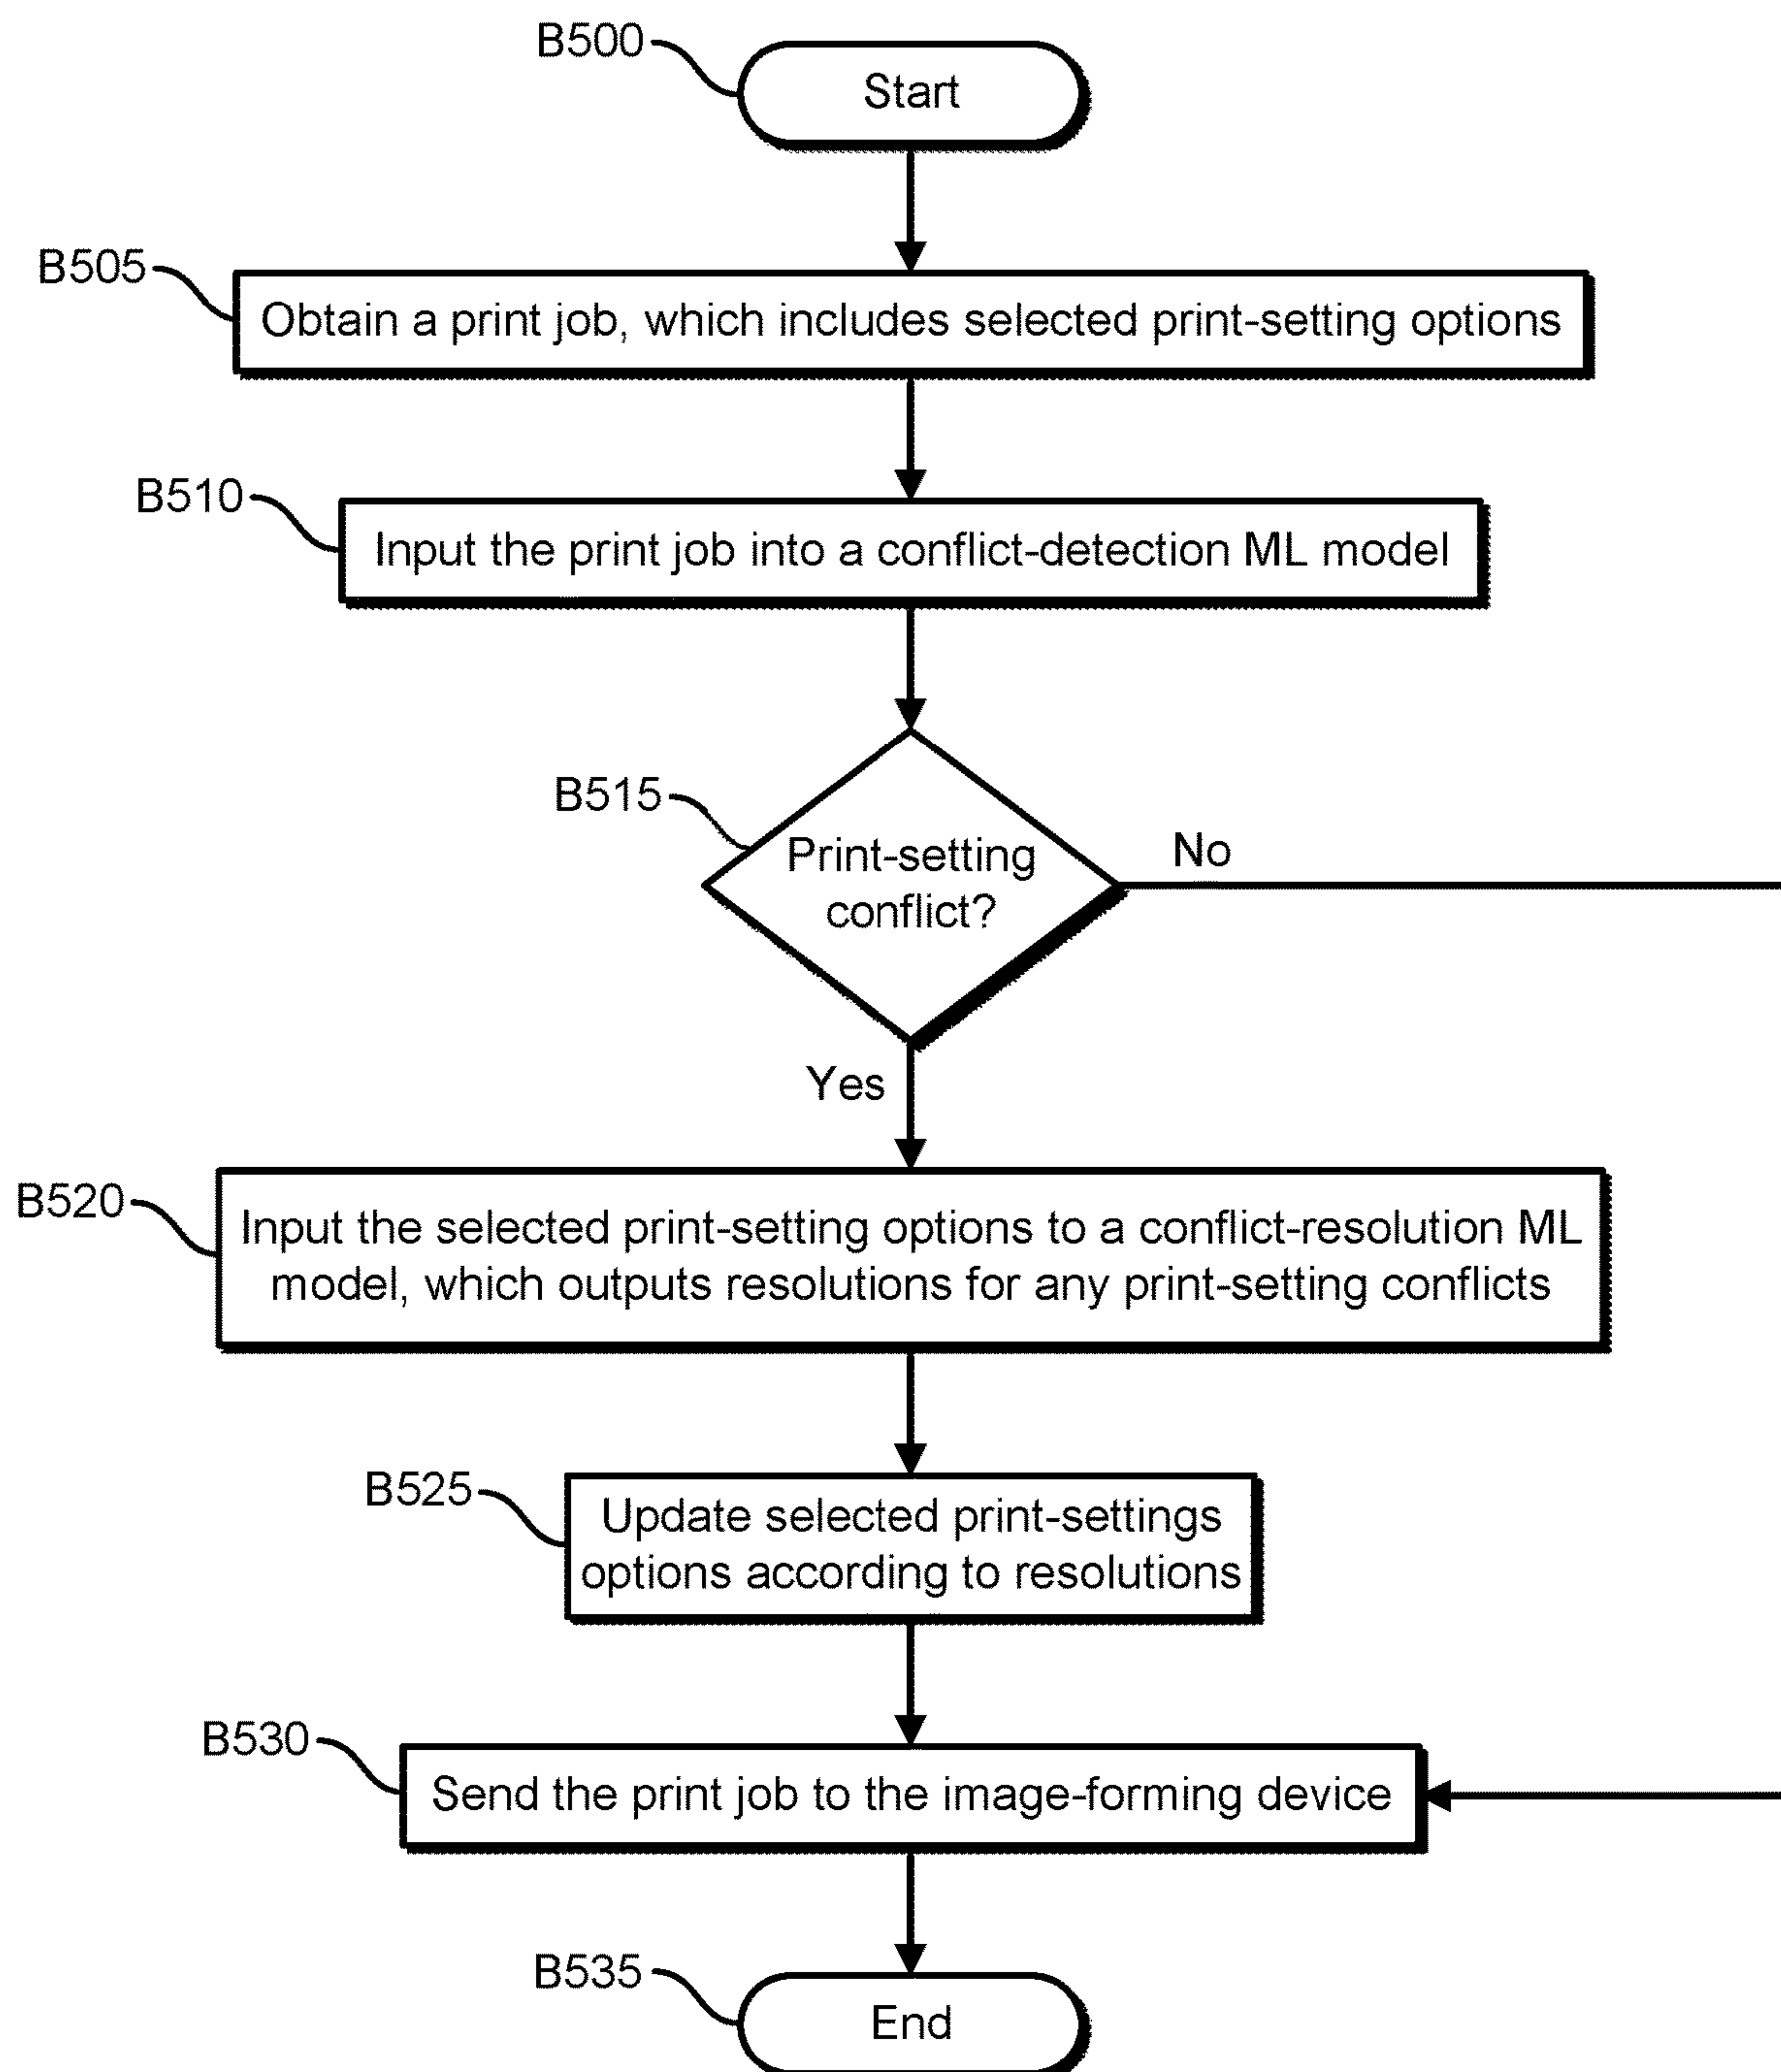 B500
Start
B505
Obtain a print job, which includes selected print-setting options
B510
Input the print job into a conflict-detection ML model
B515
Print-setting
conflict?
No
Yes
B520
Input the selected print-setting options to a conflict-resolution ML
model, which outputs resolutions for any print-setting conflicts
B525
Update selected print-settings
options according to resolutions
B530
Send the print job to the image-forming device
B535
End